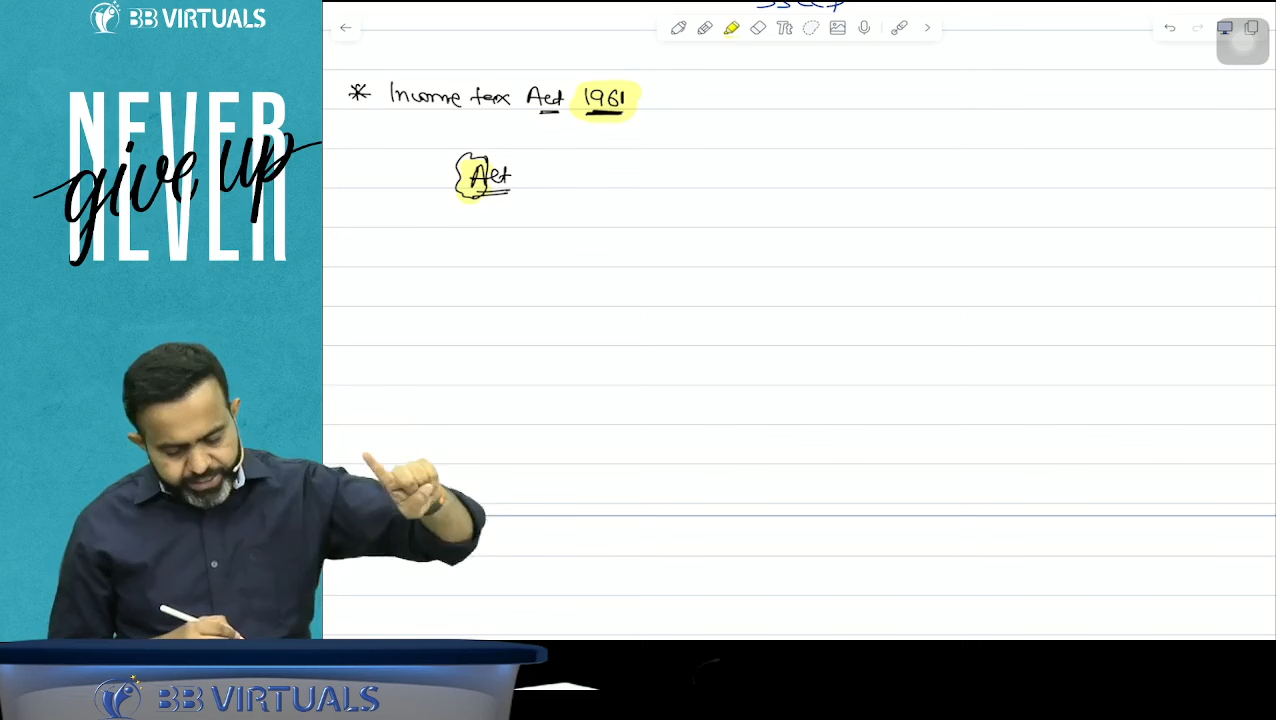 BB VIRTUALS
NEVER
give up
NEVER
* Income tax Act 1961
Act
BB VIRTUALS